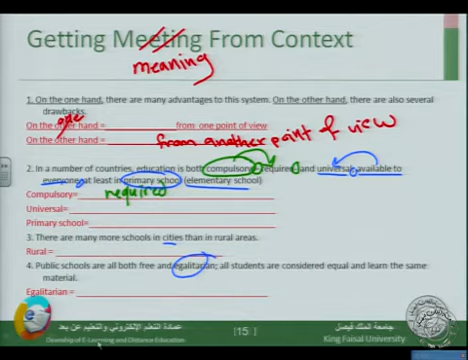 Getting Meeting From Context
meaning
1. On the one hand, there are many advantages to this system. On the other hand, there are also several
drawbacks.
one
On the other hand = from one point of view
On the other hand = from another point of view
2. In a number of countries, education is both compulsory (required) and universal, available to
everyone, at least in primary school (elementary school)
Compulsory= required
Universal=
Primary school=
3. There are many more schools in cities than in rural areas.
Rural =
4. Public schools are all both free and egalitarian; all students are considered equal and learn the same
material.
Egalitarian =
عمادة التعلم الإلكتروني والتعليم عن بعد
Deanship of E-Learning and Distance Education
[15]
جامعة الملك فيصل
King Faisal University